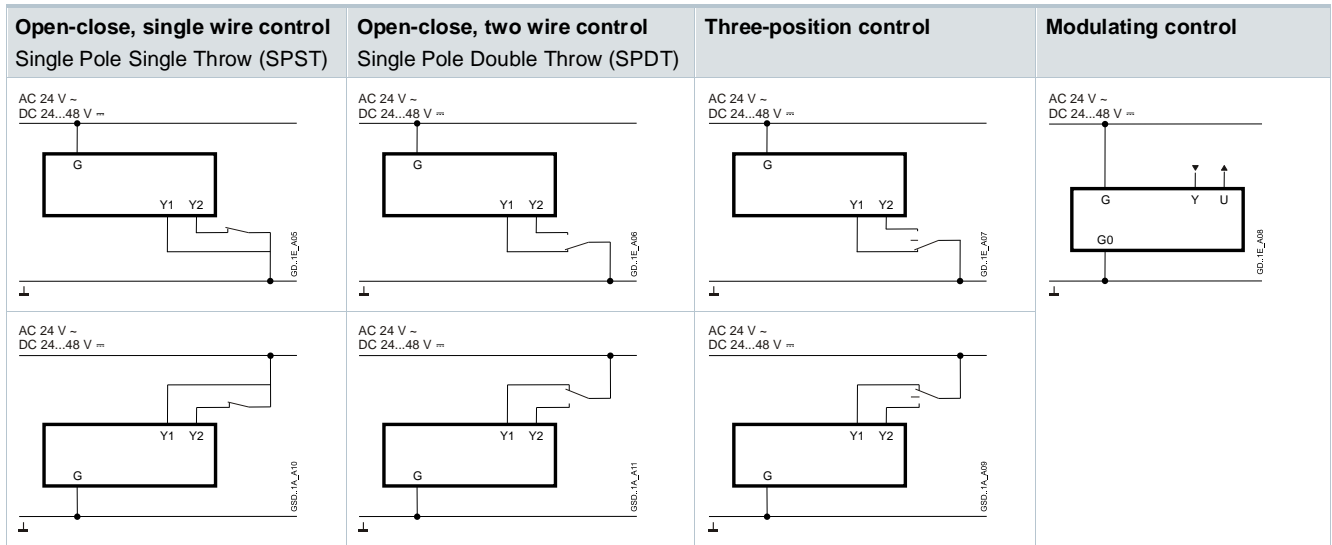 Open-close, single wire control
Single Pole Single Throw (SPST)
Open-close, two wire control
Single Pole Double Throw (SPDT)
Three-position control
Modulating control
AC 24 V ~
DC 24...48 V ⎓
G
Y1 Y2
GD..1E_A05
AC 24 V ~
DC 24...48 V ⎓
G
Y1 Y2
GD..1E_A06
AC 24 V ~
DC 24...48 V ⎓
G
Y1 Y2
GD..1E_A07
AC 24 V ~
DC 24...48 V ⎓
G Y U
G0
GD..1E_A08
AC 24 V ~
DC 24...48 V ⎓
Y1 Y2
G
GSD..1A_A10
AC 24 V ~
DC 24...48 V ⎓
Y1 Y2
G
GSD..1A_A11
AC 24 V ~
DC 24...48 V ⎓
Y1 Y2
G
GSD..1A_A09